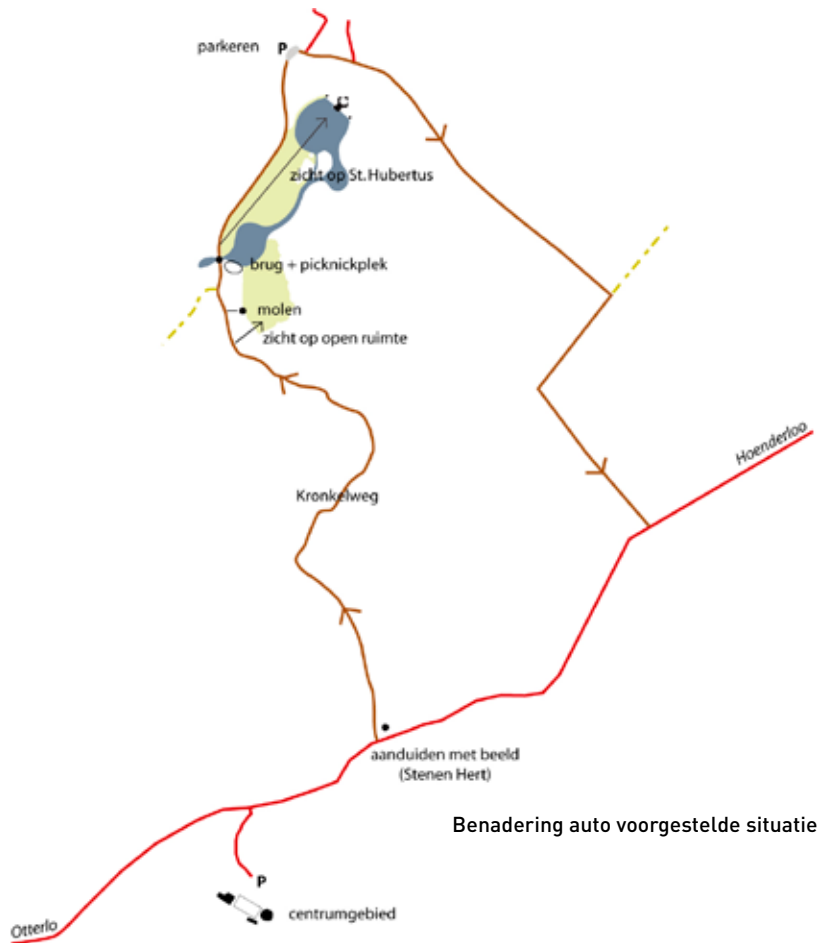 parkeren P
zicht op St. Hubertus
brug + picknickplek
molen
zicht op open ruimte
Hoenderloo
Kronkelweg
aanduiden met beeld
(Stenen Hert)
Benadering auto voorgestelde situatie
P
centrumgebied
Otterlo